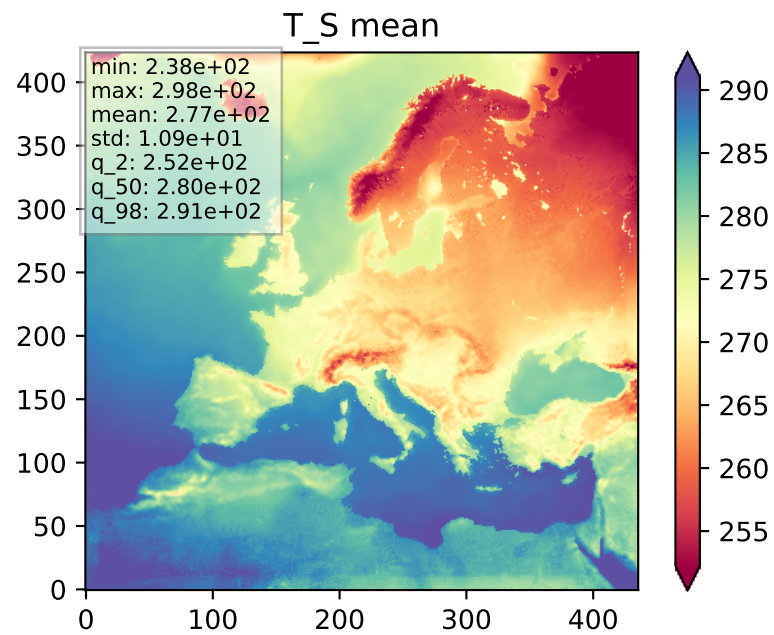 T_S mean
min: 2.38e+02
max: 2.98e+02
mean: 2.77e+02
std: 1.09e+01
q_2: 2.52e+02
q_50: 2.80e+02
q_98: 2.91e+02
400
350
300
250
200
150
100
50
0
0 100 200 300 400
290
285
280
275
270
265
260
255